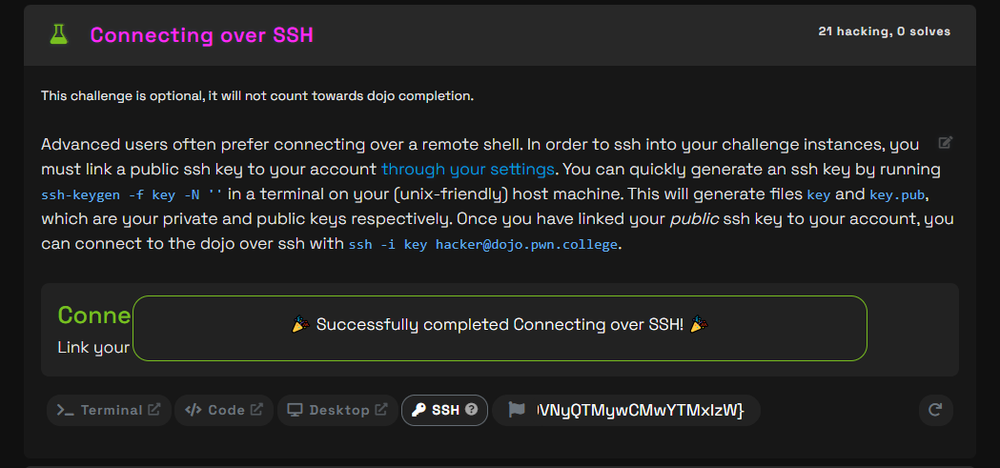 Connecting over SSH
21 hacking, 0 solves
This challenge is optional, it will not count towards dojo completion.
Advanced users often prefer connecting over a remote shell. In order to ssh into your challenge instances, you
must link a public ssh key to your account through your settings. You can quickly generate an ssh key by running
ssh-keygen -f key -N '' in a terminal on your (unix-friendly) host machine. This will generate files key and key.pub,
which are your private and public keys respectively. Once you have linked your public ssh key to your account, you
can connect to the dojo over ssh with ssh -i key hacker@dojo.pwn.college.
Conne
🎉 Successfully completed Connecting over SSH! 🎉
Link your
Terminal
Code
Desktop
SSH
VNyQTMywCMwYTMxIzW}